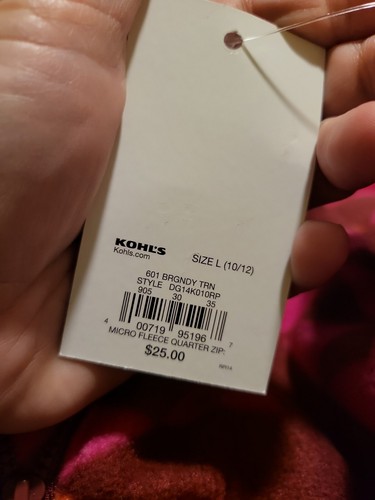 KOHL'S
Kohls.com
SIZE L (10/12)
601 BRGNDY TRN
STYLE DG14K010RP
905 30 35
4 00719 95196 7
MICRO FLEECE QUARTER ZIP:
$25.00